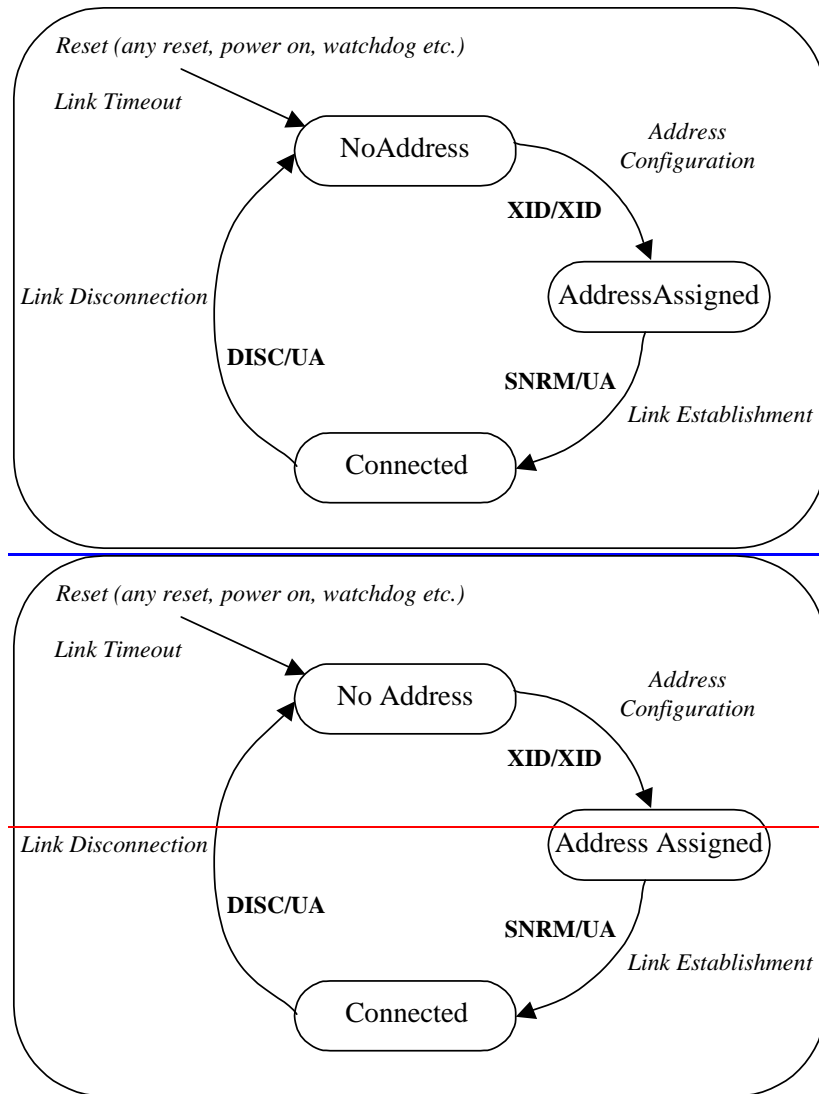 Reset (any reset, power on, watchdog etc.)
Link Timeout
NoAddress
Address
Configuration
XID/XID
Link Disconnection
AddressAssigned
DISC/UA
SNRM/UA
Link Establishment
Connected
Reset (any reset, power on, watchdog etc.)
Link Timeout
No Address
Address
Configuration
XID/XID
Link Disconnection
Address Assigned
DISC/UA
SNRM/UA
Link Establishment
Connected